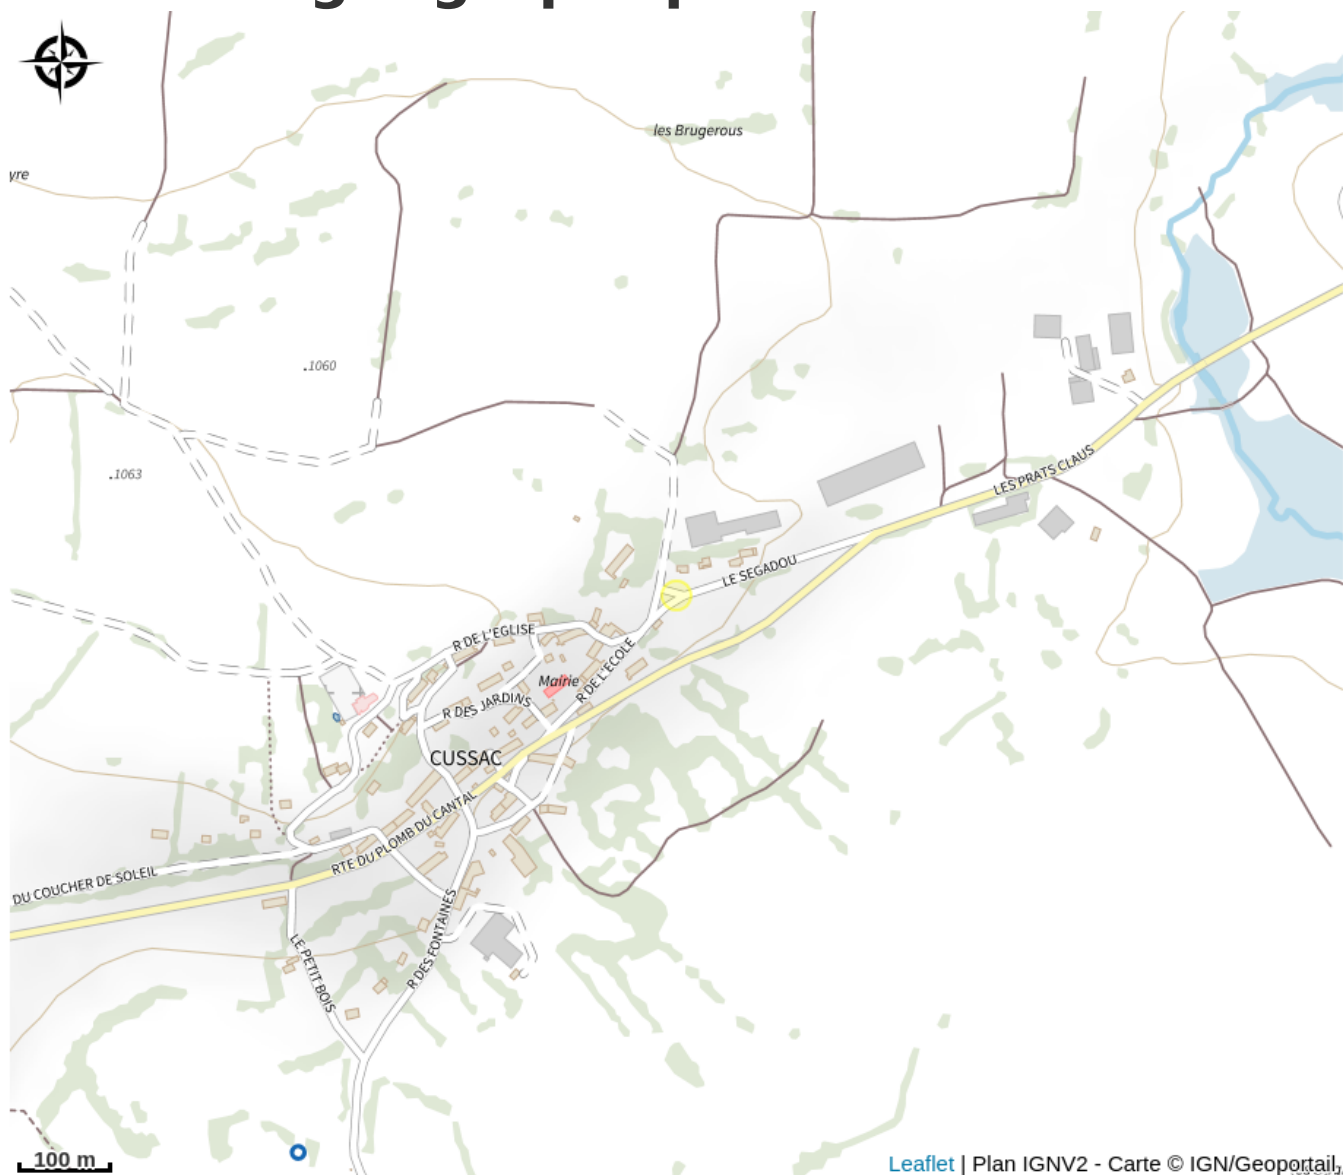 les Brugerous
yre
.1060
.1063
LES PRATS CLAUS
LE SEGADOU
R DE L'EGLISE
R DE L'ECOLE
Mairie
R DES JARDINS
CUSSAC
RTE DU PLOMB DU CANTAL
DU COUCHER DE SOLEIL
R DES FONTAINES
LE PETIT BOIS
100 m
Leaflet | Plan IGNV2 - Carte © IGN/Geoportail